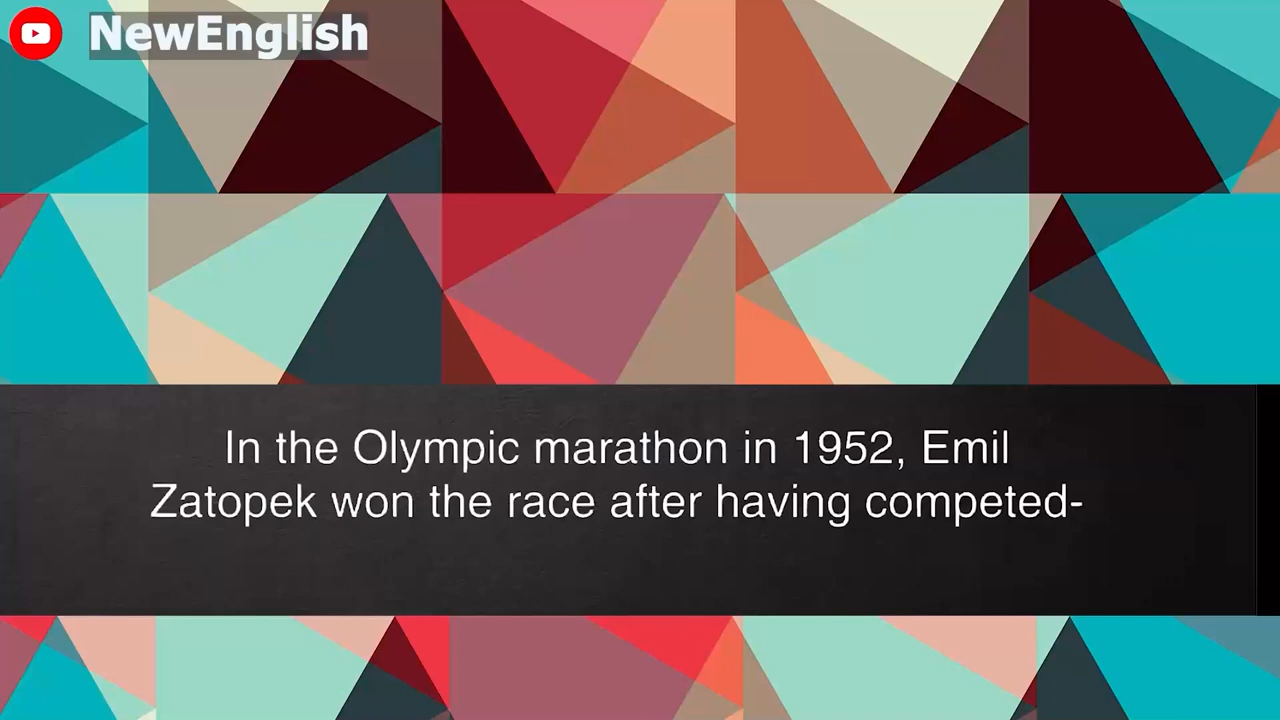 NewEnglish
In the Olympic marathon in 1952, Emil
Zatopek won the race after having competed-